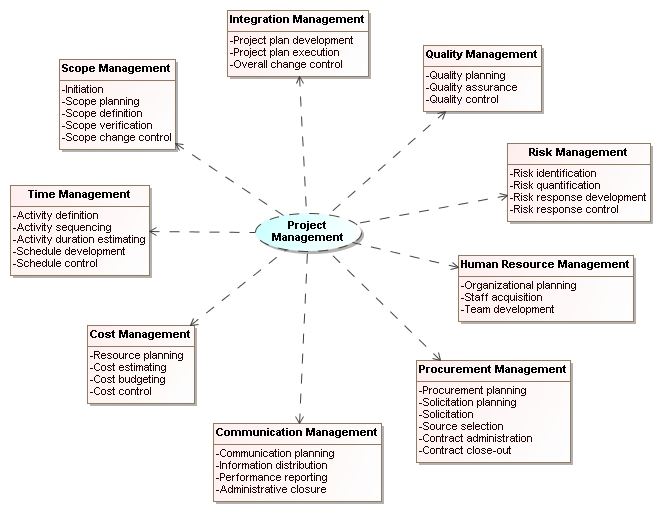 Integration Management
-Project plan development
-Project plan execution
-Overall change control
Quality Management
-Quality planning
-Quality assurance
-Quality control
Scope Management
-Initiation
-Scope planning
-Scope definition
-Scope verification
-Scope change control
Risk Management
-Risk identification
-Risk quantification
-Risk response development
-Risk response control
Time Management
-Activity definition
-Activity sequencing
-Activity duration estimating
-Schedule development
-Schedule control
Project
Management
Human Resource Management
-Organizational planning
-Staff acquisition
-Team development
Cost Management
-Resource planning
-Cost estimating
-Cost budgeting
-Cost control
Procurement Management
-Procurement planning
-Solicitation planning
-Solicitation
-Source selection
-Contract administration
-Contract close-out
Communication Management
-Communication planning
-Information distribution
-Performance reporting
-Administrative closure